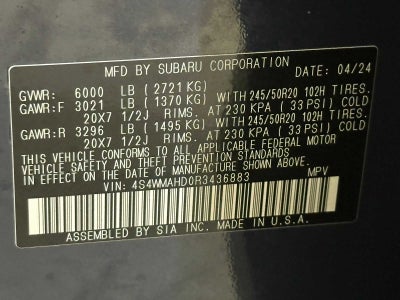 MFD BY SUBARU CORPORATION DATE: 04/24
GVWR: 6000 LB (2721 KG)
GAWR:F 3021 LB (1370 KG) WITH 245/50R20 102H TIRES.
20X7 1/2J RIMS. AT 230 KPA (33 PSI) COLD
GAWR:R 3296 LB (1495 KG) WITH 245/50R20 102H TIRES.
20X7 1/2J RIMS. AT 230 KPA (33 PSI) COLD
THIS VEHICLE CONFORMS TO ALL APPLICABLE FEDERAL MOTOR
VEHICLE SAFETY AND THEFT PREVENTION STANDARDS
IN EFFECT ON THE DATE OF MANUFACTURE SHOWN ABOVE.
VIN: 4S4WMAHD0R3436883 MPV
ASSEMBLED BY SIA INC. MADE IN U.S.A.